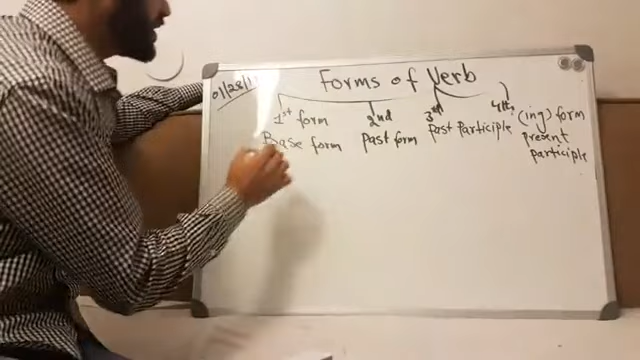 01/28/
Forms of Verb
1st form 2nd 3rd 4th (ing) form
Base form Past form Past Participle present
participle